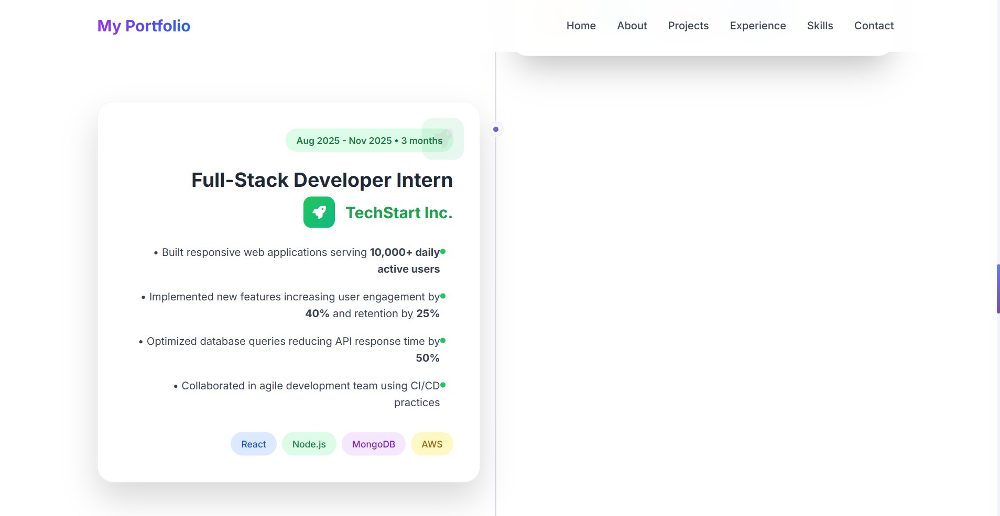 My Portfolio
Home About Projects Experience Skills Contact
Aug 2025 - Nov 2025 • 3 months
Full-Stack Developer Intern
TechStart Inc.
• Built responsive web applications serving 10,000+ daily
active users
• Implemented new features increasing user engagement by
40% and retention by 25%
• Optimized database queries reducing API response time by
50%
• Collaborated in agile development team using CI/CD
practices
React Node.js MongoDB AWS